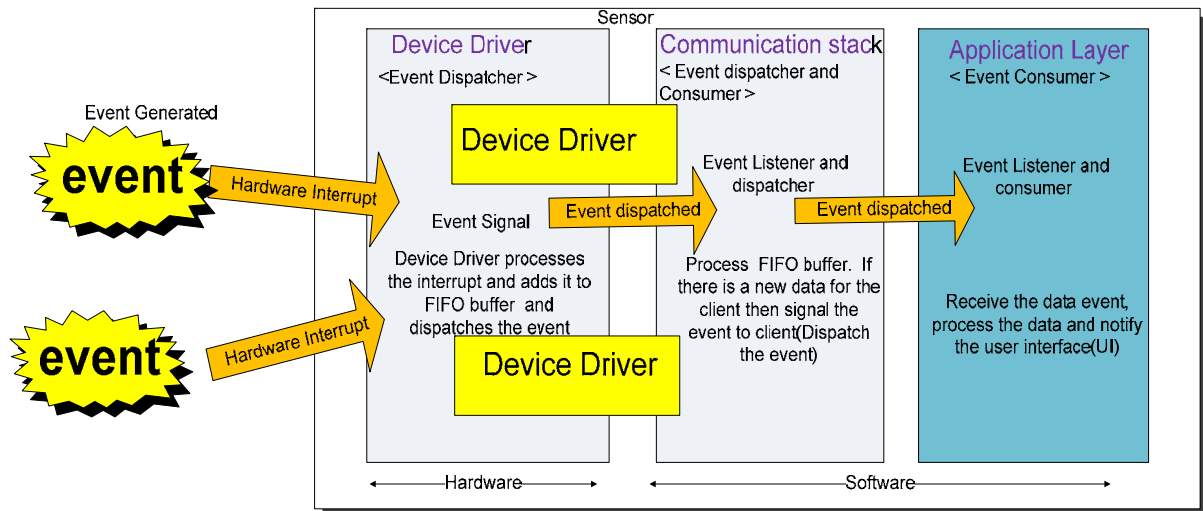 Sensor
Device Driver
<Event Dispatcher >
Communication stack
< Event dispatcher and
Consumer >
Application Layer
< Event Consumer >
Event Generated
event
Hardware Interrupt
Device Driver
Event Signal
Device Driver processes
the interrupt and adds it to
FIFO buffer and
dispatches the event
Event dispatched
Event Listener and
dispatcher
Process FIFO buffer. If
there is a new data for the
client then signal the
event to client(Dispatch
the event)
Event dispatched
Event Listener and
consumer
Receive the data event,
process the data and notify
the user interface(UI)
event
Hardware Interrupt
Device Driver
Hardware
Software